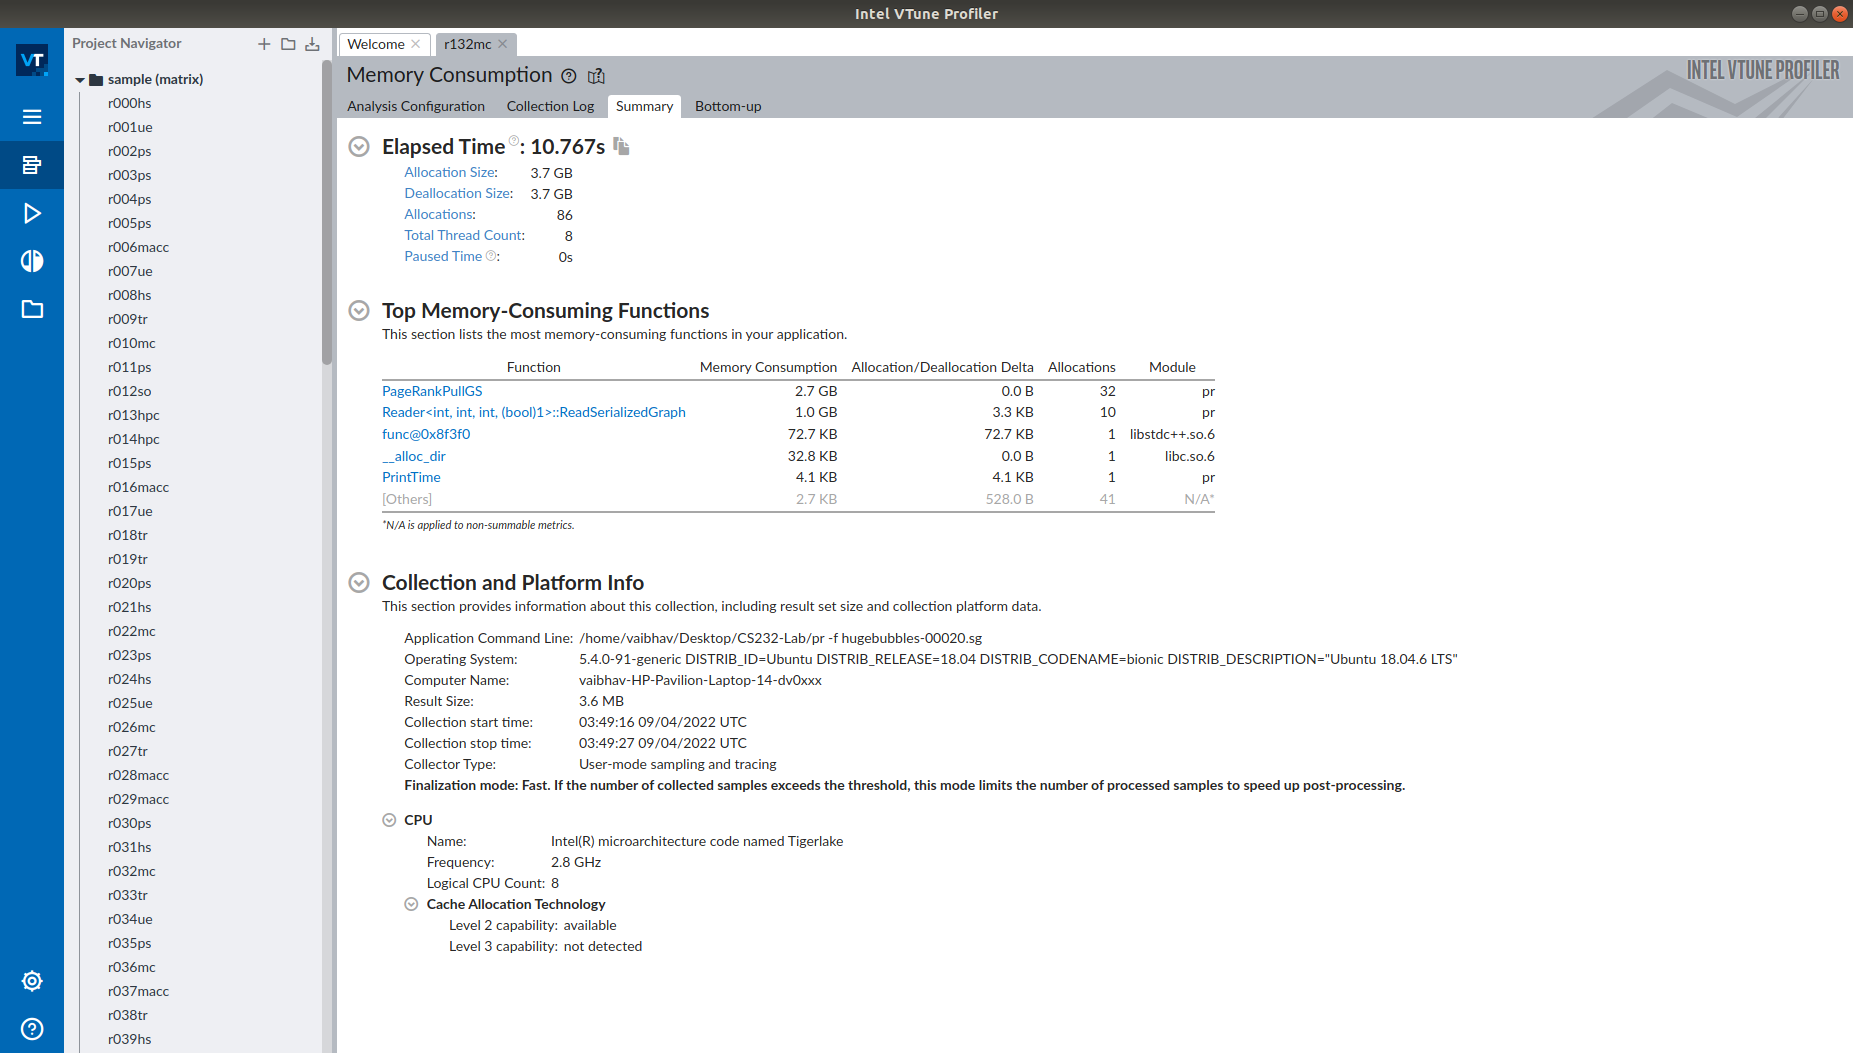 Intel VTune Profiler
VT
Project Navigator
sample (matrix)
r000hs
r001ue
r002ps
r003ps
r004ps
r005ps
r006macc
r007ue
r008hs
r009tr
r010mc
r011ps
r012so
r013hpc
r014hpc
r015ps
r016macc
r017ue
r018tr
r019tr
r020ps
r021hs
r022mc
r023ps
r024hs
r025ue
r026mc
r027tr
r028macc
r029macc
r030ps
r031hs
r032mc
r033tr
r034ue
r035ps
r036mc
r037macc
r038tr
r039hs
Welcome r132mc
Memory Consumption
INTEL VTUNE PROFILER
Analysis Configuration Collection Log Summary Bottom-up
Elapsed Time : 10.767s
Allocation Size: 3.7 GB
Deallocation Size: 3.7 GB
Allocations: 86
Total Thread Count: 8
Paused Time : 0s
Top Memory-Consuming Functions
This section lists the most memory-consuming functions in your application.
Function Memory Consumption Allocation/Deallocation Delta Allocations Module
PageRankPullGS 2.7 GB 0.0 B 32 pr
Reader<int, int, int, (bool)1>::ReadSerializedGraph 1.0 GB 3.3 KB 10 pr
func@0x8f3f0 72.7 KB 72.7 KB 1 libstdc++.so.6
__alloc_dir 32.8 KB 0.0 B 1 libc.so.6
PrintTime 4.1 KB 4.1 KB 1 pr
[Others] 2.7 KB 528.0 B 41 N/A*
*N/A is applied to non-summable metrics.
Collection and Platform Info
This section provides information about this collection, including result set size and collection platform data.
Application Command Line: /home/vaibhav/Desktop/CS232-Lab/pr -f hugebubbles-00020.sg
Operating System: 5.4.0-91-generic DISTRIB_ID=Ubuntu DISTRIB_RELEASE=18.04 DISTRIB_CODENAME=bionic DISTRIB_DESCRIPTION="Ubuntu 18.04.6 LTS"
Computer Name: vaibhav-HP-Pavilion-Laptop-14-dv0xxx
Result Size: 3.6 MB
Collection start time: 03:49:16 09/04/2022 UTC
Collection stop time: 03:49:27 09/04/2022 UTC
Collector Type: User-mode sampling and tracing
Finalization mode: Fast. If the number of collected samples exceeds the threshold, this mode limits the number of processed samples to speed up post-processing.
CPU
Name: Intel(R) microarchitecture code named Tigerlake
Frequency: 2.8 GHz
Logical CPU Count: 8
Cache Allocation Technology
Level 2 capability: available
Level 3 capability: not detected